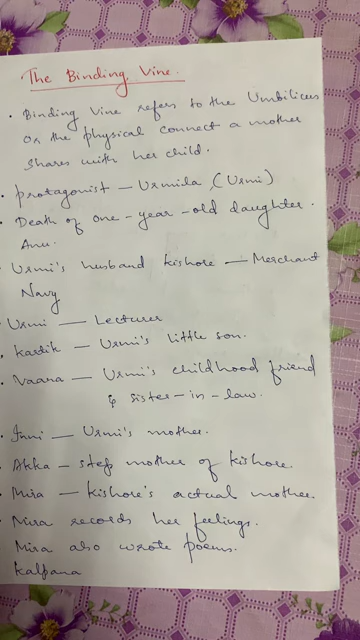 The Binding Vine.
• Binding Vine refers to the Umbilicus
Or the physical connect a mother
Shares with her child.
• protagonist – Urmila (Urmi)
• Death of one-year-old daughter.
Anu.
• Urmi's husband kishore – Merchant
Navy
• Urmi – Lecturer
• Kartik – Urmi's little son.
• Vaana – Urmi's childhood friend
& sister-in-law.
• Inni – Urmi's mother.
• Akka – step mother of kishore.
• Mira – Kishore's actual mother.
• Mira records her feelings.
Mira also wrote poems.
Kalpana